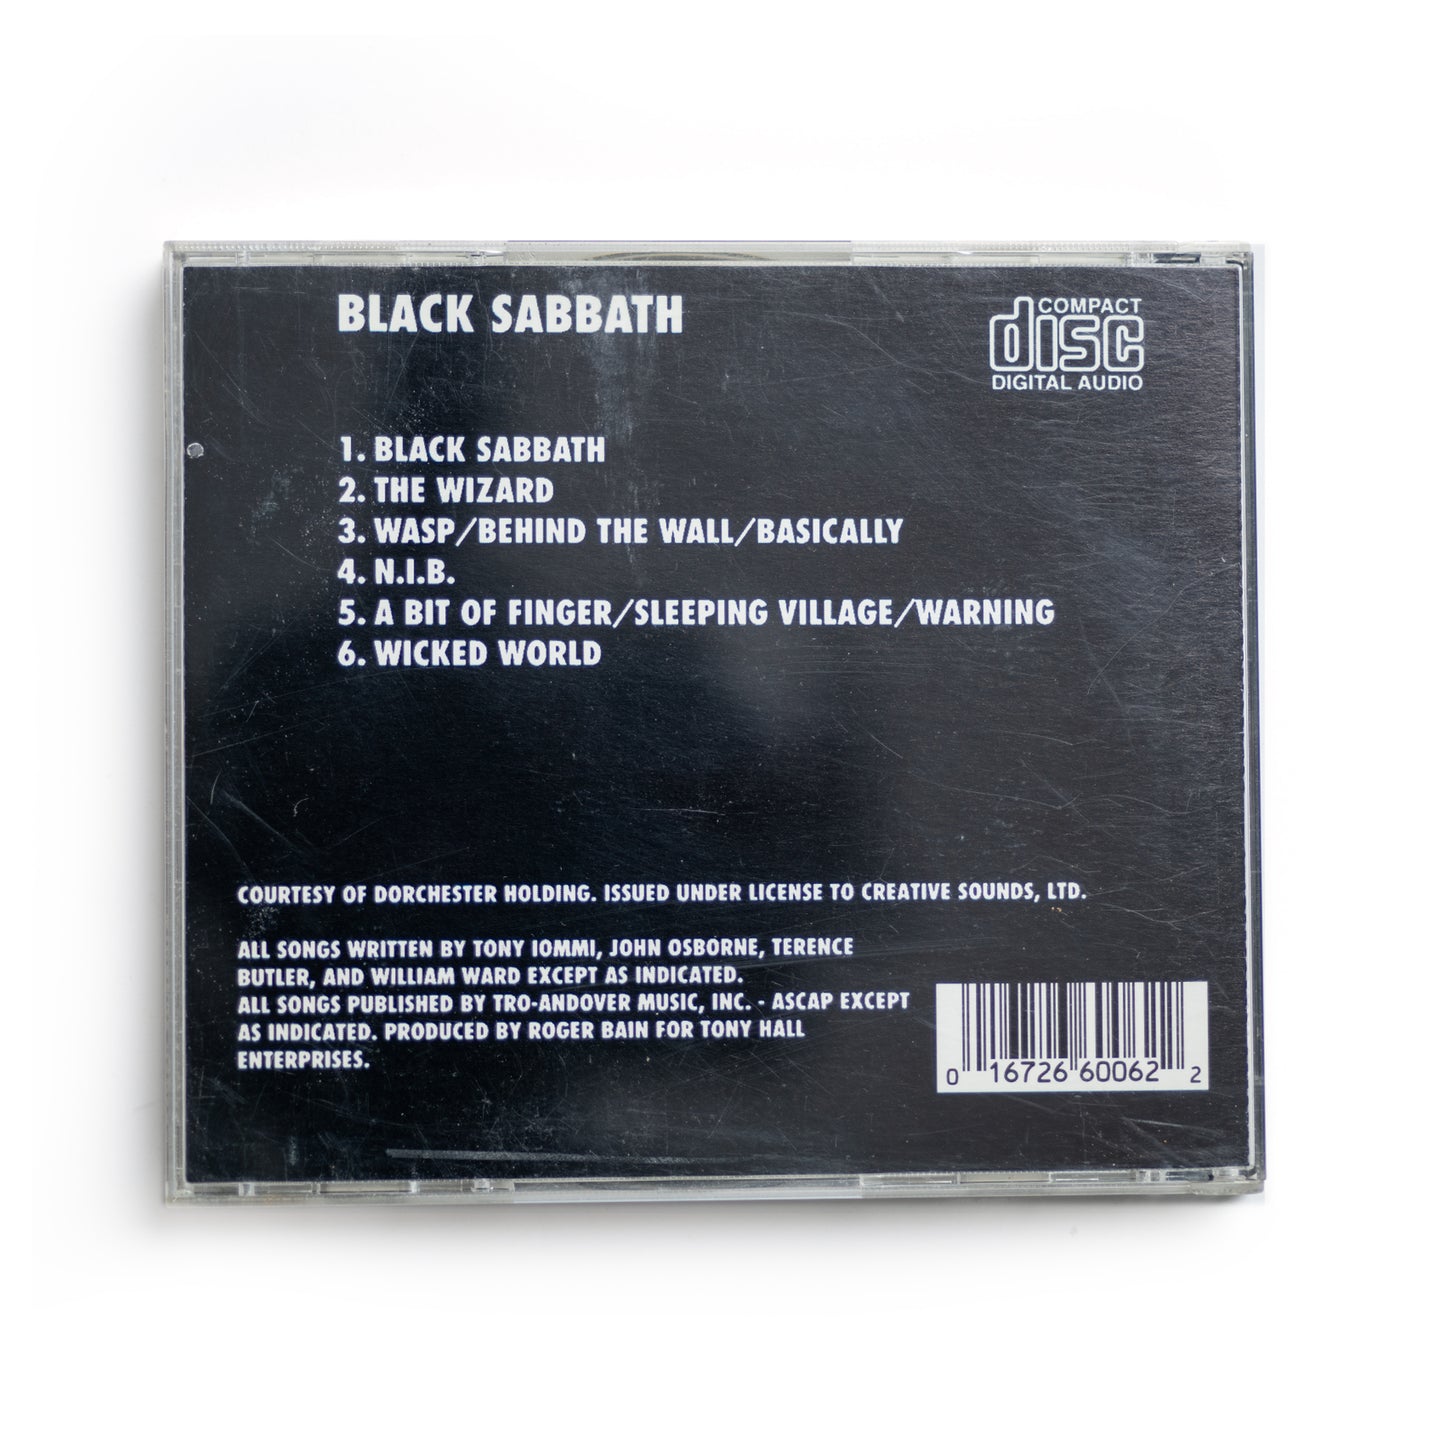 BLACK SABBATH
COMPACT
disc
DIGITAL AUDIO
1. BLACK SABBATH
2. THE WIZARD
3. WASP/BEHIND THE WALL/BASICALLY
4. N.I.B.
5. A BIT OF FINGER/SLEEPING VILLAGE/WARNING
6. WICKED WORLD
COURTESY OF DORCHESTER HOLDING. ISSUED UNDER LICENSE TO CREATIVE SOUNDS, LTD.
ALL SONGS WRITTEN BY TONY IOMMI, JOHN OSBORNE, TERENCE
BUTLER, AND WILLIAM WARD EXCEPT AS INDICATED.
ALL SONGS PUBLISHED BY TRO-ANDOVER MUSIC, INC. - ASCAP EXCEPT
AS INDICATED. PRODUCED BY ROGER BAIN FOR TONY HALL
ENTERPRISES.
0 16726 60062 2